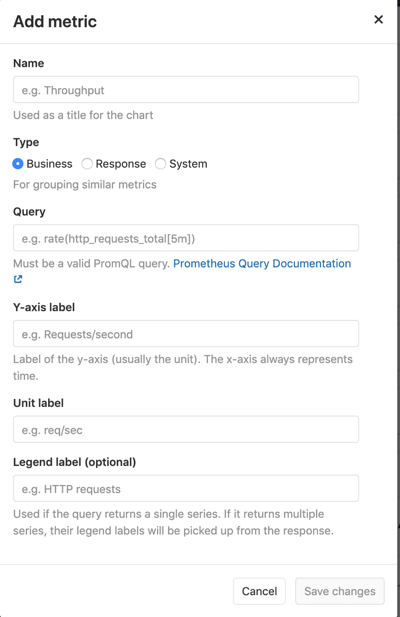 Add metric
Name
e.g. Throughput
Used as a title for the chart
Type
Business Response System
For grouping similar metrics
Query
e.g. rate(http_requests_total[5m])
Must be a valid PromQL query. Prometheus Query Documentation
Y-axis label
e.g. Requests/second
Label of the y-axis (usually the unit). The x-axis always represents
time.
Unit label
e.g. req/sec
Legend label (optional)
e.g. HTTP requests
Used if the query returns a single series. If it returns multiple
series, their legend labels will be picked up from the response.
Cancel Save changes